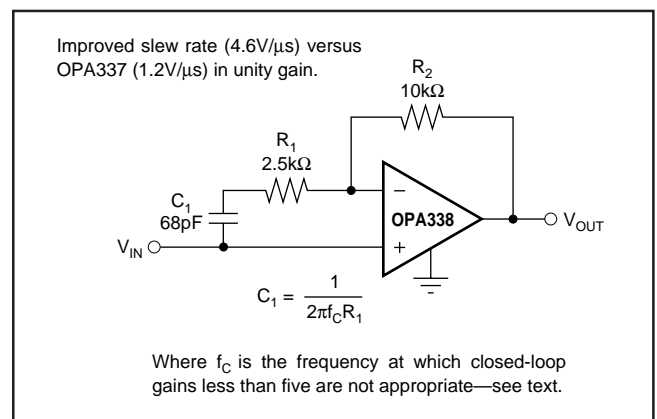 Improved slew rate (4.6V/µs) versus
OPA337 (1.2V/µs) in unity gain.
R2
10kΩ
R1
2.5kΩ
C1
68pF
–
OPA338
+
VIN
VOUT
C1 = 1
2πfCR1
Where fC is the frequency at which closed-loop
gains less than five are not appropriate—see text.